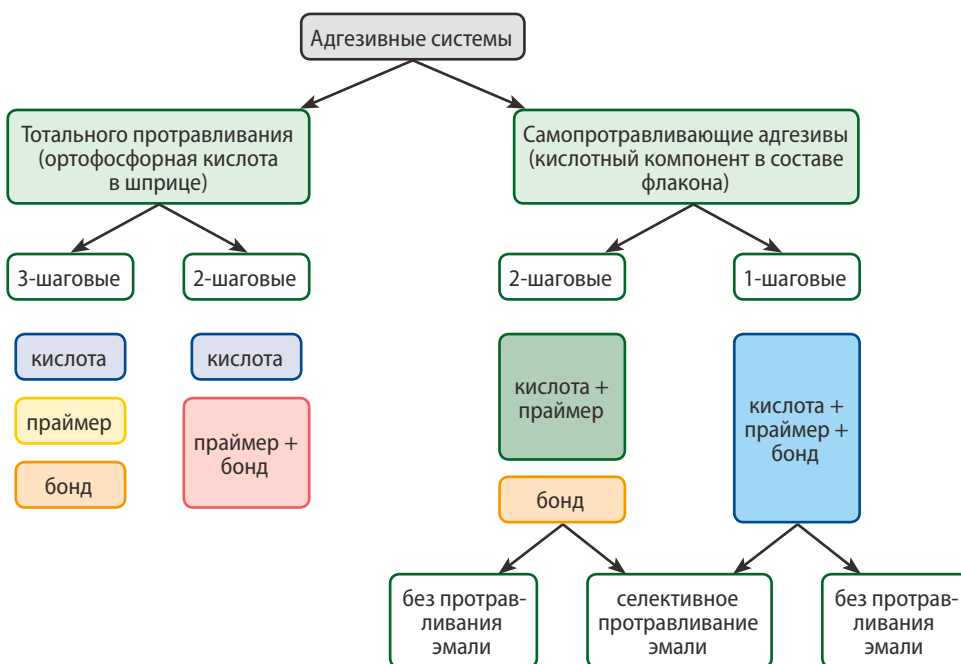 Адгезивные системы
Тотального протравливания
(ортофосфорная кислота
в шприце)
Самопротравливающие адгезивы
(кислотный компонент в составе
флакона)
3-шаговые
2-шаговые
2-шаговые
1-шаговые
кислота
праймер
бонд
кислота
праймер +
бонд
кислота +
праймер
бонд
кислота +
праймер +
бонд
без протрав-
ливания
эмали
селективное
протравливание
эмали
без протрав-
ливания
эмали